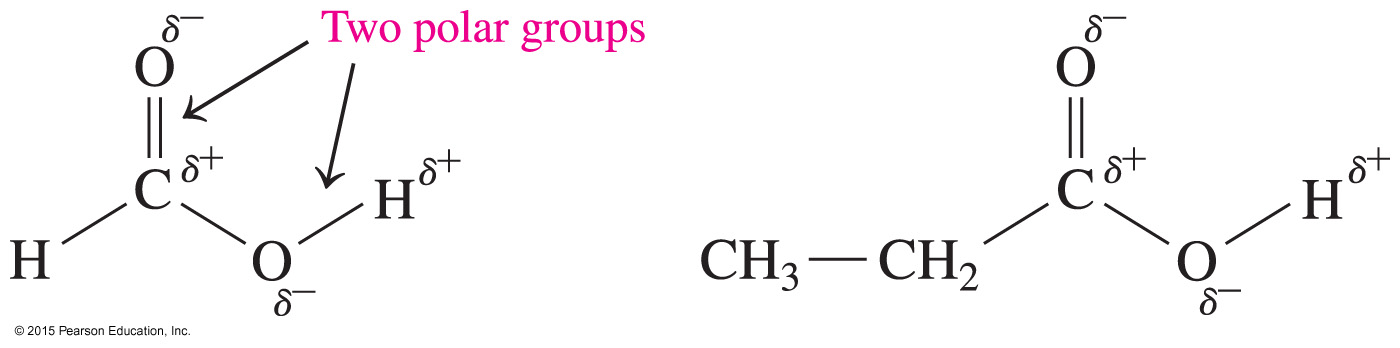 Two polar groups
δ−
O
C δ+
H
H δ+
O
δ−
δ−
O
C δ+
H δ+
CH3—CH2
O
δ−
© 2015 Pearson Education, Inc.